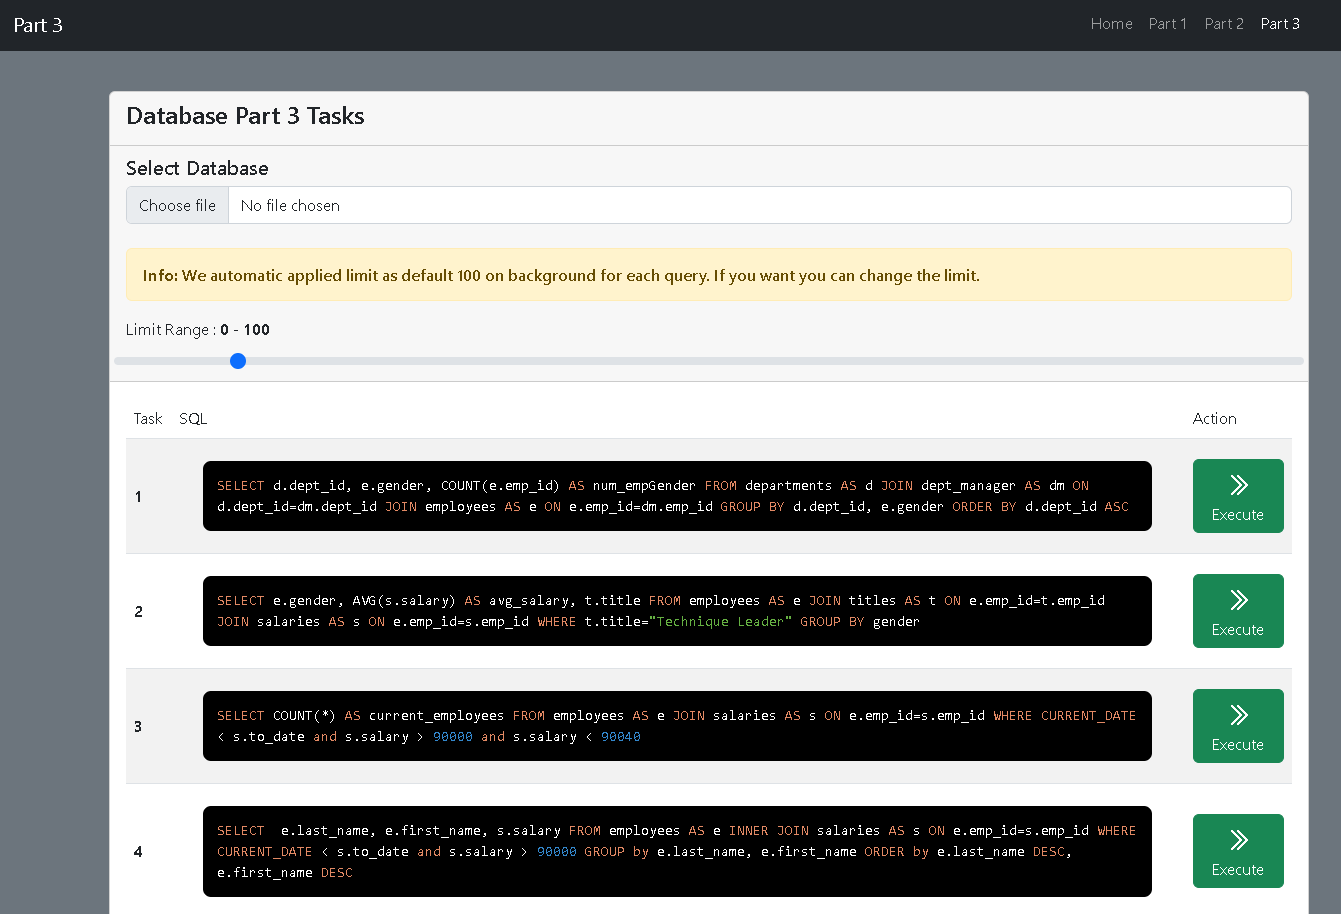 Part 3
Home Part 1 Part 2 Part 3
Database Part 3 Tasks
Select Database
Choose file No file chosen
Info: We automatic applied limit as default 100 on background for each query. If you want you can change the limit.
Limit Range : 0 - 100
Task SQL Action
1
SELECT d.dept_id, e.gender, COUNT(e.emp_id) AS num_empGender FROM departments AS d JOIN dept_manager AS dm ON
d.dept_id=dm.dept_id JOIN employees AS e ON e.emp_id=dm.emp_id GROUP BY d.dept_id, e.gender ORDER BY d.dept_id ASC
Execute
2
SELECT e.gender, AVG(s.salary) AS avg_salary, t.title FROM employees AS e JOIN titles AS t ON e.emp_id=t.emp_id
JOIN salaries AS s ON e.emp_id=s.emp_id WHERE t.title="Technique Leader" GROUP BY gender
Execute
3
SELECT COUNT(*) AS current_employees FROM employees AS e JOIN salaries AS s ON e.emp_id=s.emp_id WHERE CURRENT_DATE
< s.to_date and s.salary > 90000 and s.salary < 90040
Execute
4
SELECT  e.last_name, e.first_name, s.salary FROM employees AS e INNER JOIN salaries AS s ON e.emp_id=s.emp_id WHERE
CURRENT_DATE < s.to_date and s.salary > 90000 GROUP by e.last_name, e.first_name ORDER by e.last_name DESC,
e.first_name DESC
Execute